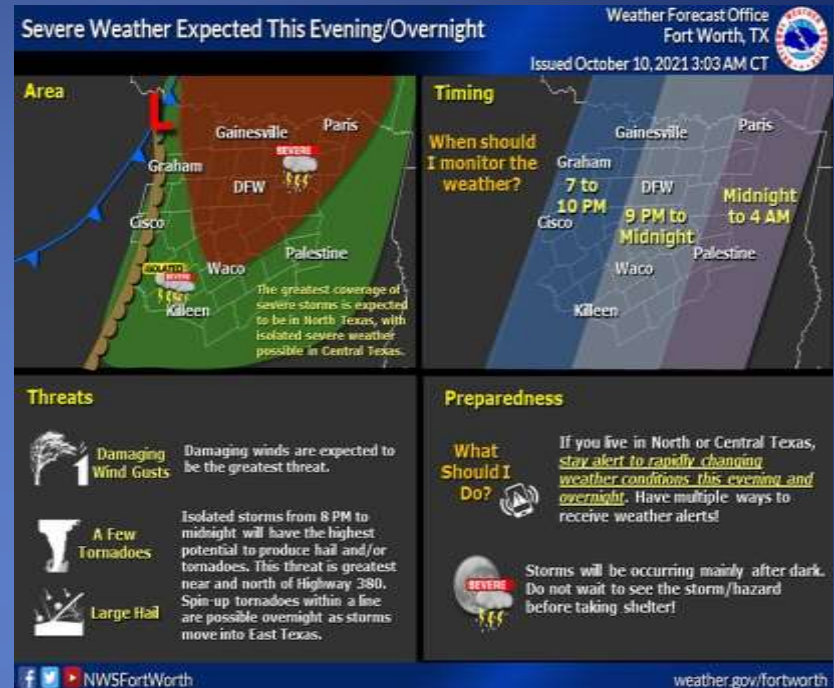 Severe Weather Expected This Evening/Overnight
Weather Forecast Office
Fort Worth, TX
Issued October 10, 2021 3:03 AM CT
Area
L
Gainesville
Paris
SEVERE
Graham
DFW
Cisco
Palestine
ISOLATED
SEVERE
Waco
Killeen
The greatest coverage of
severe storms is expected
to be in North Texas, with
isolated severe weather
possible in Central Texas.
Timing
When should
I monitor the
weather?
Gainesville
Paris
Graham
7 to
10 PM
DFW
Cisco
9 PM to
Midnight
Midnight
to 4 AM
Palestine
Waco
Killeen
Threats
Damaging
Wind Gusts
Damaging winds are expected to
be the greatest threat.
A Few
Tornadoes
Large Hail
Isolated storms from 8 PM to
midnight will have the highest
potential to produce hail and/or
tornadoes. This threat is greatest
near and north of Highway 380.
Spin-up tornadoes within a line
are possible overnight as storms
move into East Texas.
Preparedness
What
Should I
Do?
If you live in North or Central Texas,
stay alert to rapidly changing
weather conditions this evening and
overnight. Have multiple ways to
receive weather alerts!
SEVERE
Storms will be occurring mainly after dark.
Do not wait to see the storm/hazard
before taking shelter!
NWSFortWorth
weather.gov/fortworth